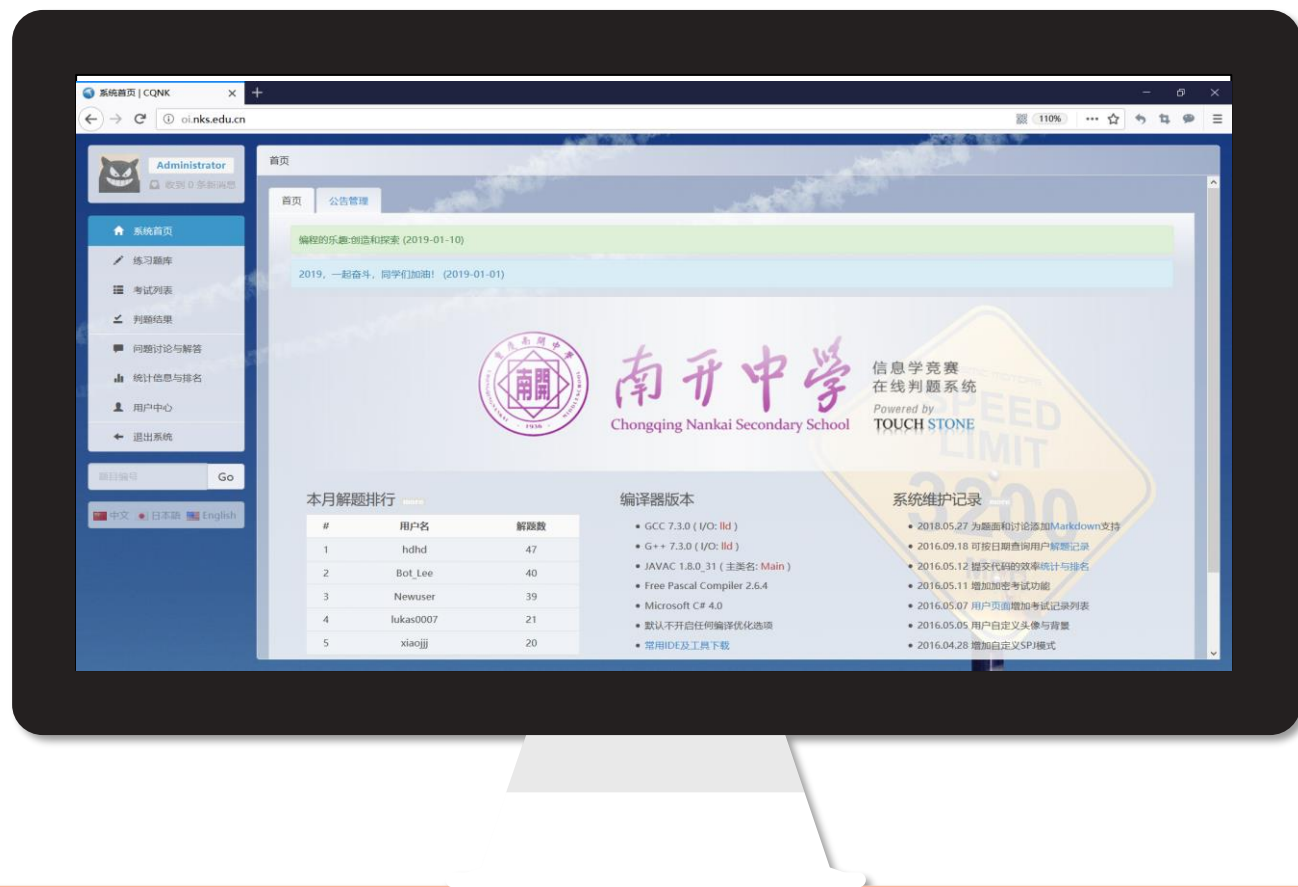 系统首页 | CQNK
oi.nks.edu.cn
110%
Administrator
收到 0 条新消息
系统首页
练习题库
考试列表
判题结果
问题讨论与解答
统计信息与排名
用户中心
退出系统
题目编号
Go
中文 日本語 English
首页
首页 公告管理
编程的乐趣:创造和探索 (2019-01-10)
2019，一起奋斗，同学们加油！ (2019-01-01)
重庆南開中學
南開
1936
南开中学
Chongqing Nankai Secondary School
信息学竞赛
在线判题系统
Powered by
TOUCH STONE
SPEED
LIMIT
3200
本月解题排行
# 用户名 解题数
1 hdhd 47
2 Bot_Lee 40
3 Newuser 39
4 lukas0007 21
5 xiaojjj 20
编译器版本
GCC 7.3.0 ( I/O: lld )
G++ 7.3.0 ( I/O: lld )
JAVAC 1.8.0_31 ( 主类名: Main )
Free Pascal Compiler 2.6.4
Microsoft C# 4.0
默认不开启任何编译优化选项
常用IDE及工具下载
系统维护记录
2018.05.27 为题面和讨论添加Markdown支持
2016.09.18 可按日期查询用户解题记录
2016.05.12 提交代码的效率统计与排名
2016.05.11 增加加密考试功能
2016.05.07 用户页面增加考试记录列表
2016.05.05 用户自定义头像与背景
2016.04.28 增加自定义SPJ模式